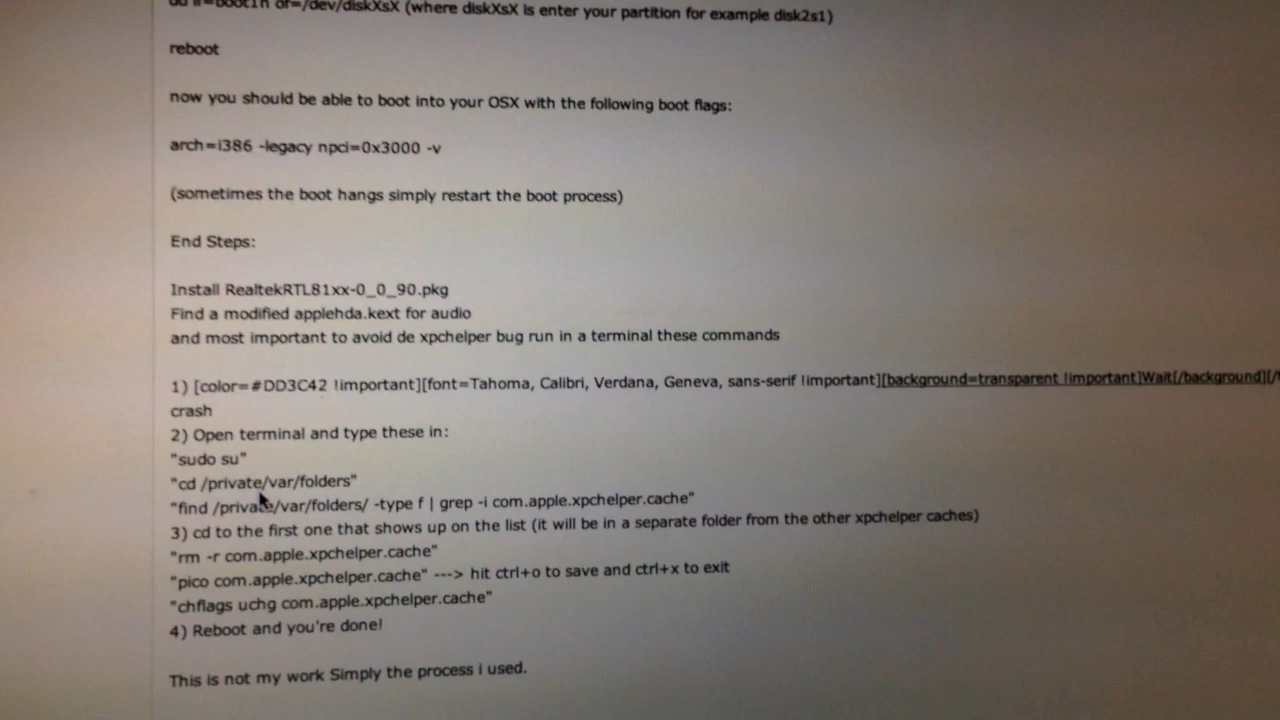 of=/dev/diskXsX (where diskXsX is enter your partition for example disk2s1)
reboot
now you should be able to boot into your OSX with the following boot flags:
arch=i386 -legacy npci=0x3000 -v
(sometimes the boot hangs simply restart the boot process)
End Steps:
Install RealtekRTL81xx-0_0_90.pkg
Find a modified applehda.kext for audio
and most important to avoid de xpchelper bug run in a terminal these commands
1) [color=#DD3C42 !important][font=Tahoma, Calibri, Verdana, Geneva, sans-serif !important][background=transparent !important]Wait[/background][/
crash
2) Open terminal and type these in:
"sudo su"
"cd /private/var/folders"
"find /private/var/folders/ -type f | grep -i com.apple.xpchelper.cache"
3) cd to the first one that shows up on the list (it will be in a separate folder from the other xpchelper caches)
"rm -r com.apple.xpchelper.cache"
"pico com.apple.xpchelper.cache" ---> hit ctrl+o to save and ctrl+x to exit
"chflags uchg com.apple.xpchelper.cache"
4) Reboot and you're done!
This is not my work Simply the process i used.